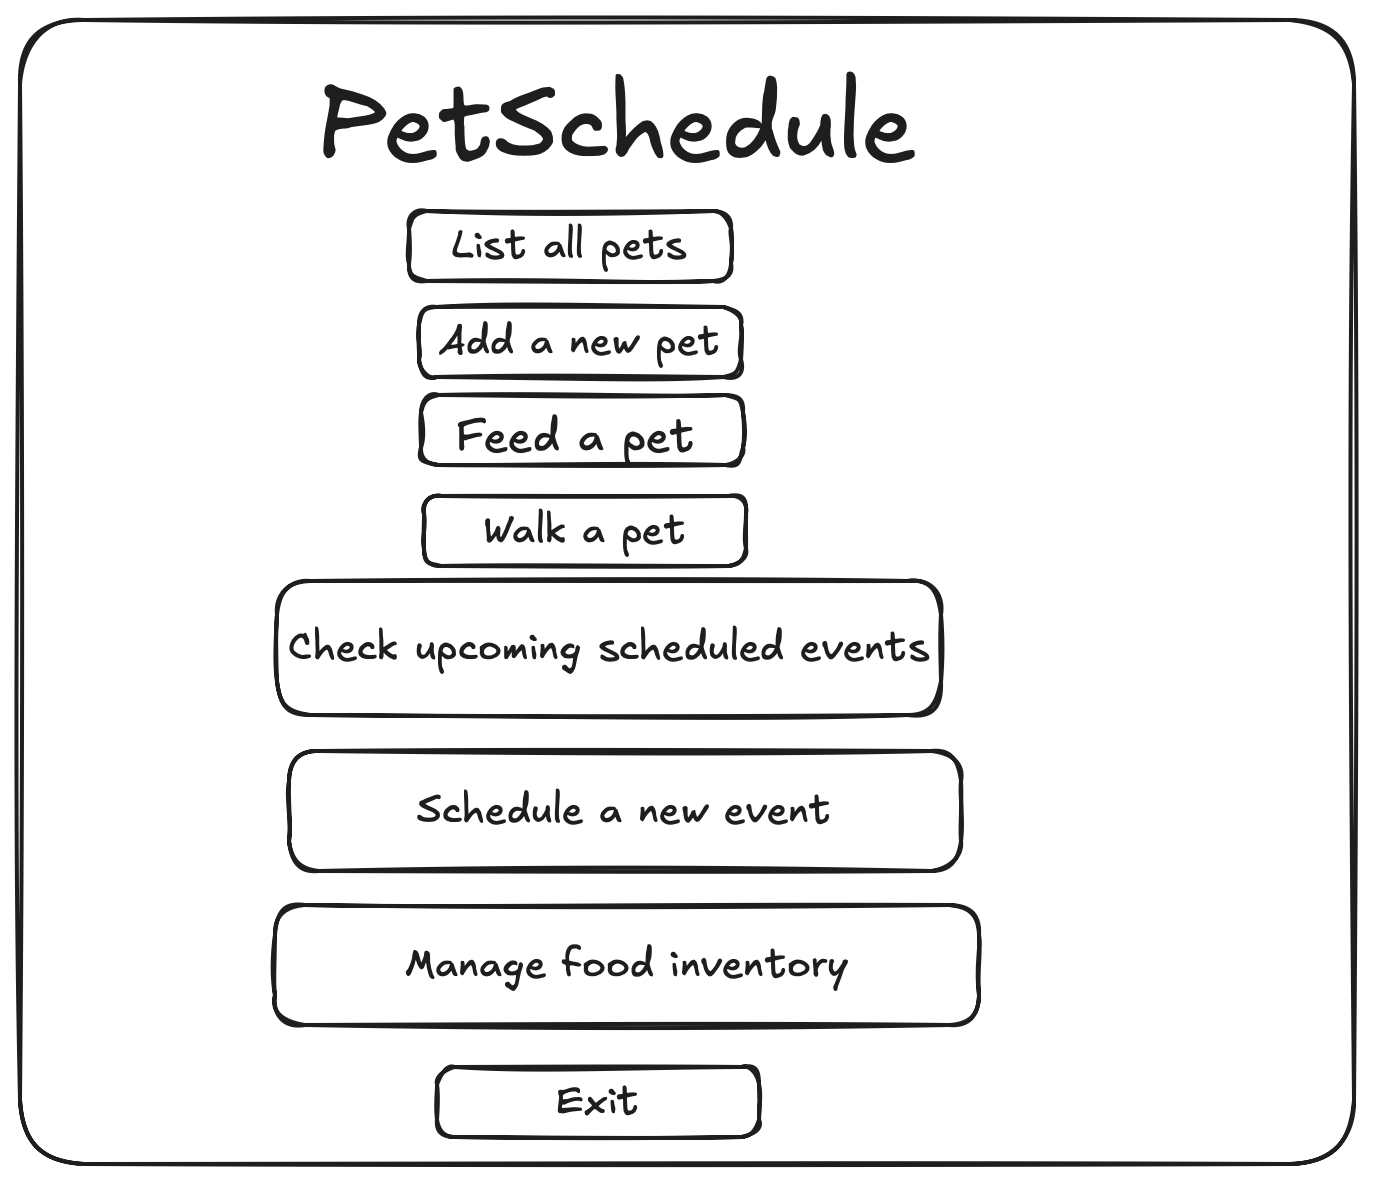 PetSchedule
List all pets
Add a new pet
Feed a pet
Walk a pet
Check upcoming scheduled events
Schedule a new event
Manage food inventory
Exit